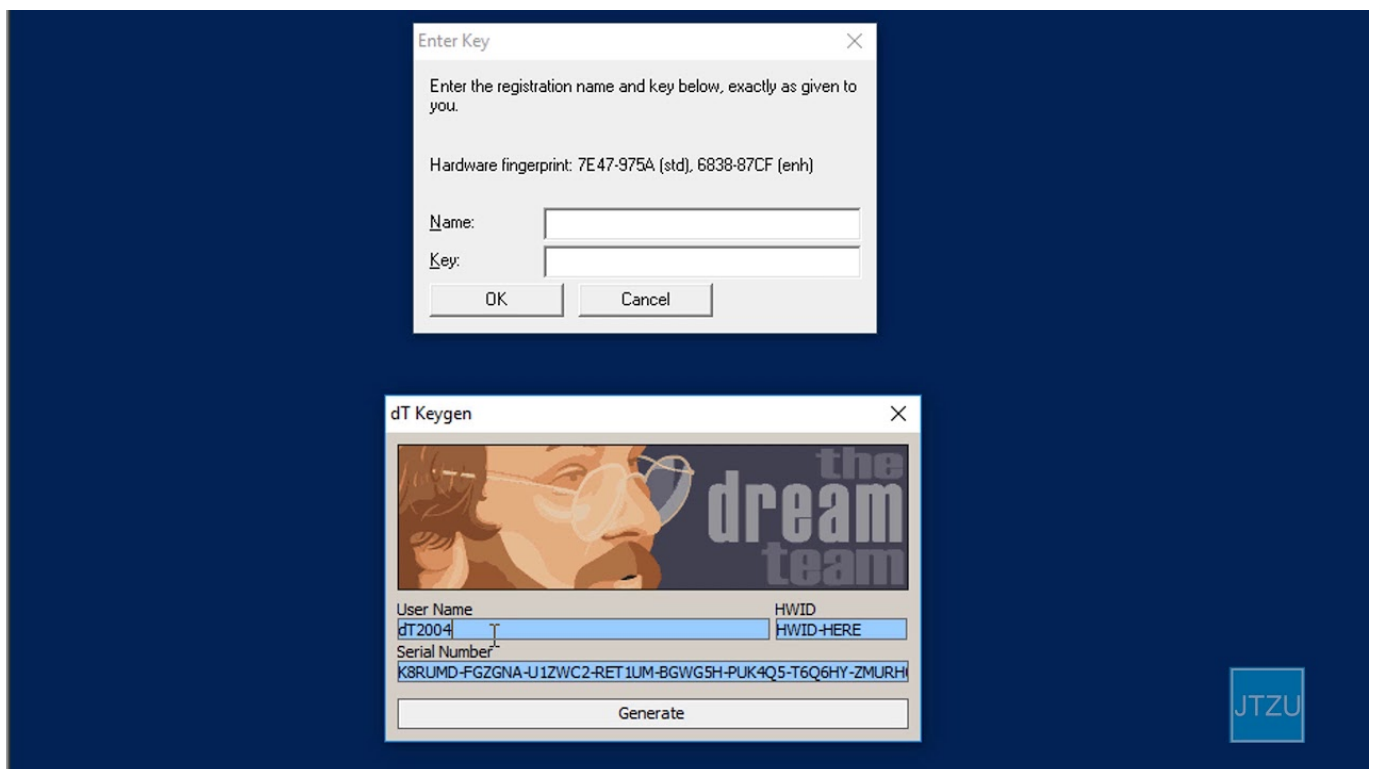 Enter Key
Enter the registration name and key below, exactly as given to
you.
Hardware fingerprint: 7E47-975A (std), 6838-87CF (enh)
Name:
Key:
OK Cancel
dT Keygen
the
dream
team
User Name HWID
dT2004 HWID-HERE
Serial Number
K8RUMD-FGZGNA-U1ZWC2-RET1UM-BGWG5H-PUK4Q5-T6Q6HY-ZMURH
Generate
JTZU